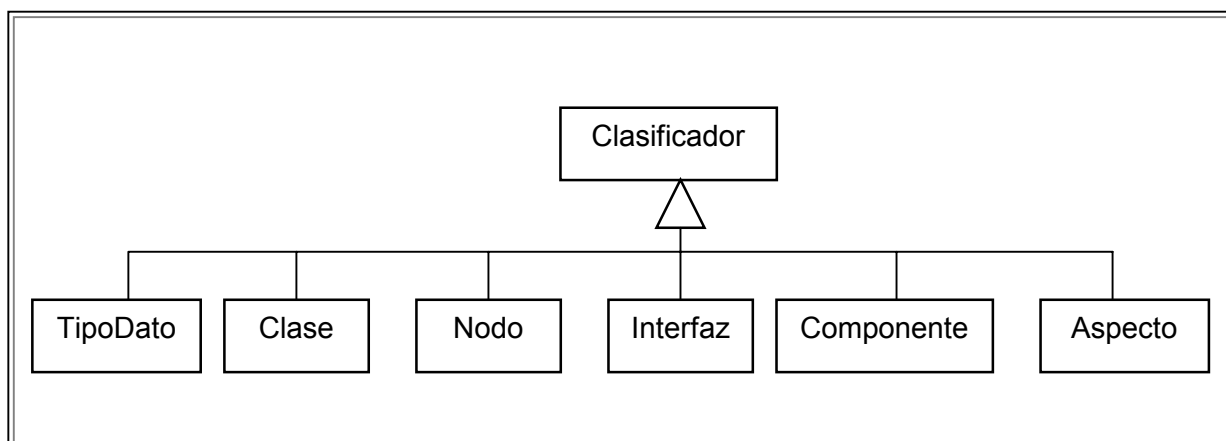 Clasificador
TipoDato
Clase
Nodo
Interfaz
Componente
Aspecto